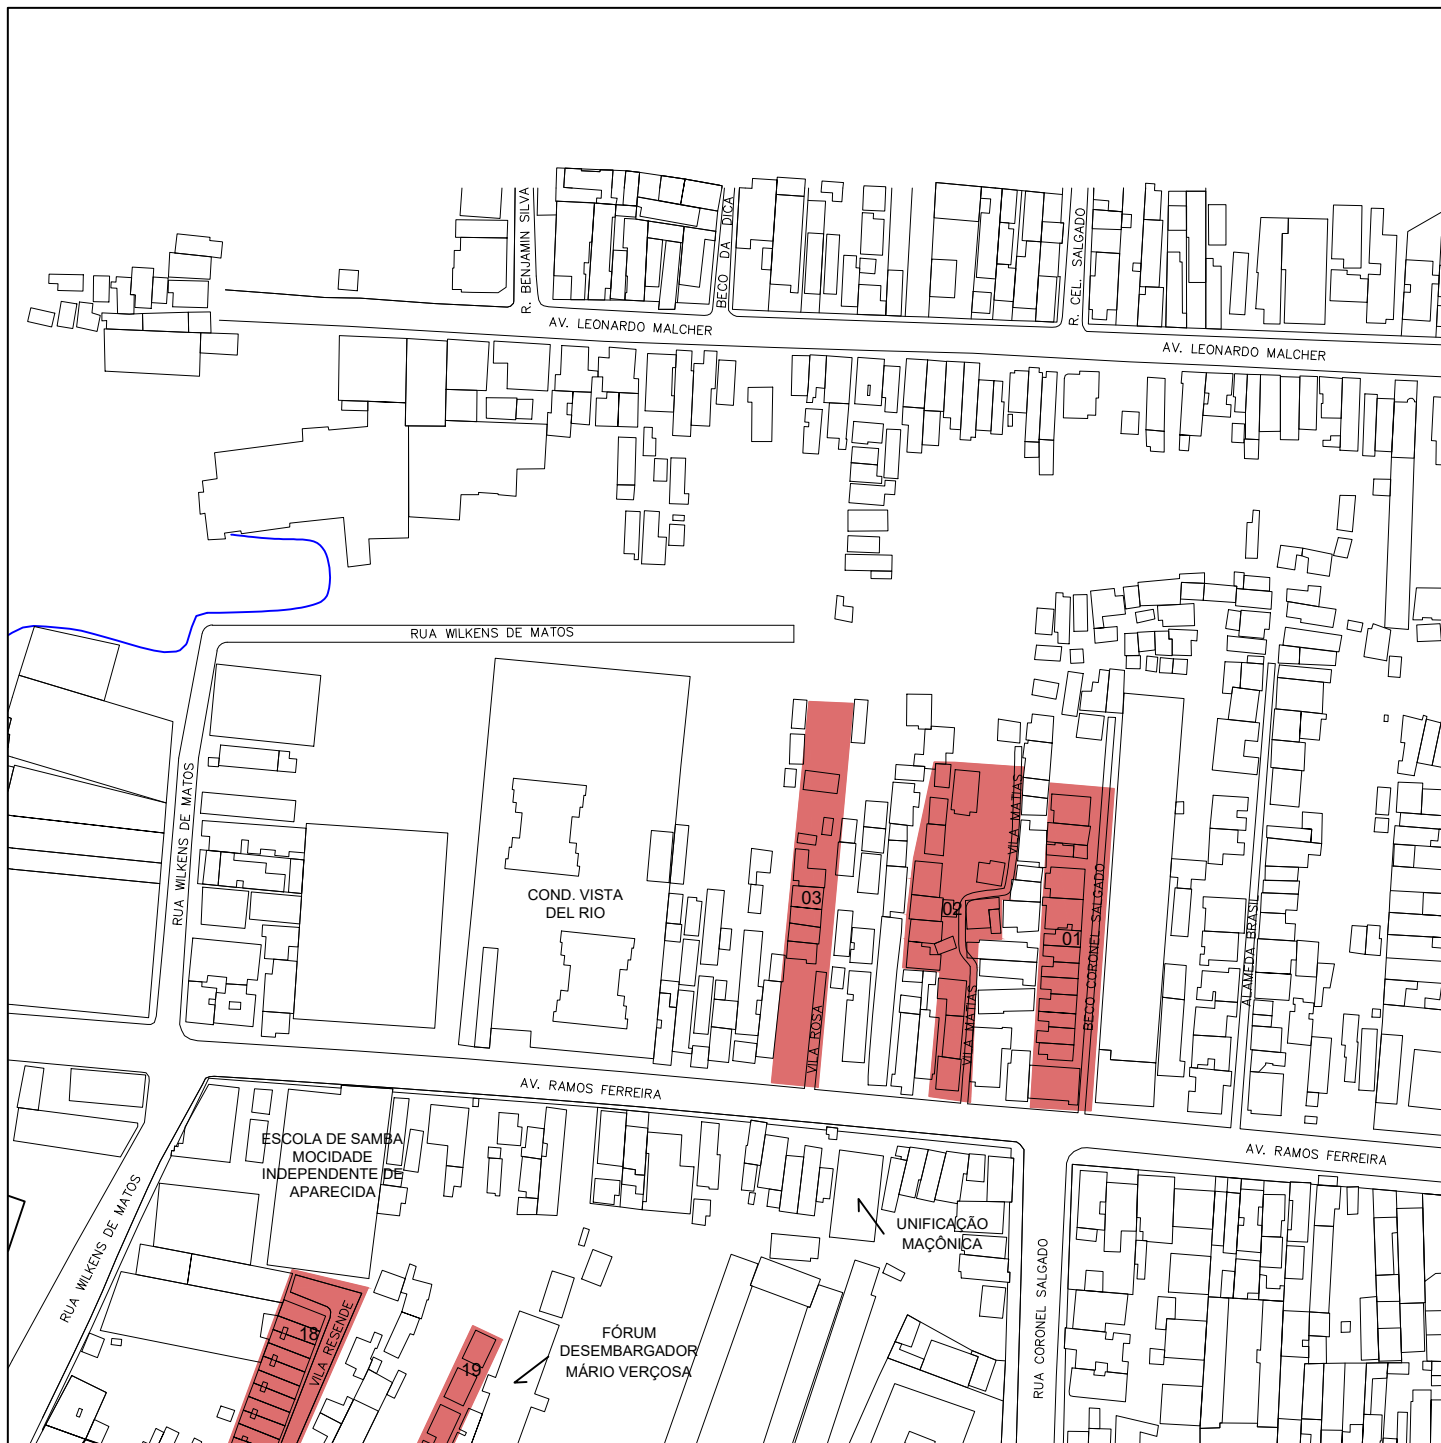 R. BENJAMIN SILVA
BECO DA DICA
R. CEL. SALGADO
AV. LEONARDO MALCHER
AV. LEONARDO MALCHER
RUA WILKENS DE MATOS
RUA WILKENS DE MATOS
COND. VISTA
DEL RIO
03
VILA ROSA
02
VILA MATIAS
VILA MATIAS
01
BECO CORONEL SALGADO
ALAMEDA BRASIL
AV. RAMOS FERREIRA
AV. RAMOS FERREIRA
ESCOLA DE SAMBA
MOCIDADE
INDEPENDENTE DE
APARECIDA
RUA WILKENS DE MATOS
UNIFICAÇÃO
MAÇÔNICA
RUA CORONEL SALGADO
18
VILA RESENDE
19
FÓRUM
DESEMBARGADOR
MÁRIO VERÇOSA